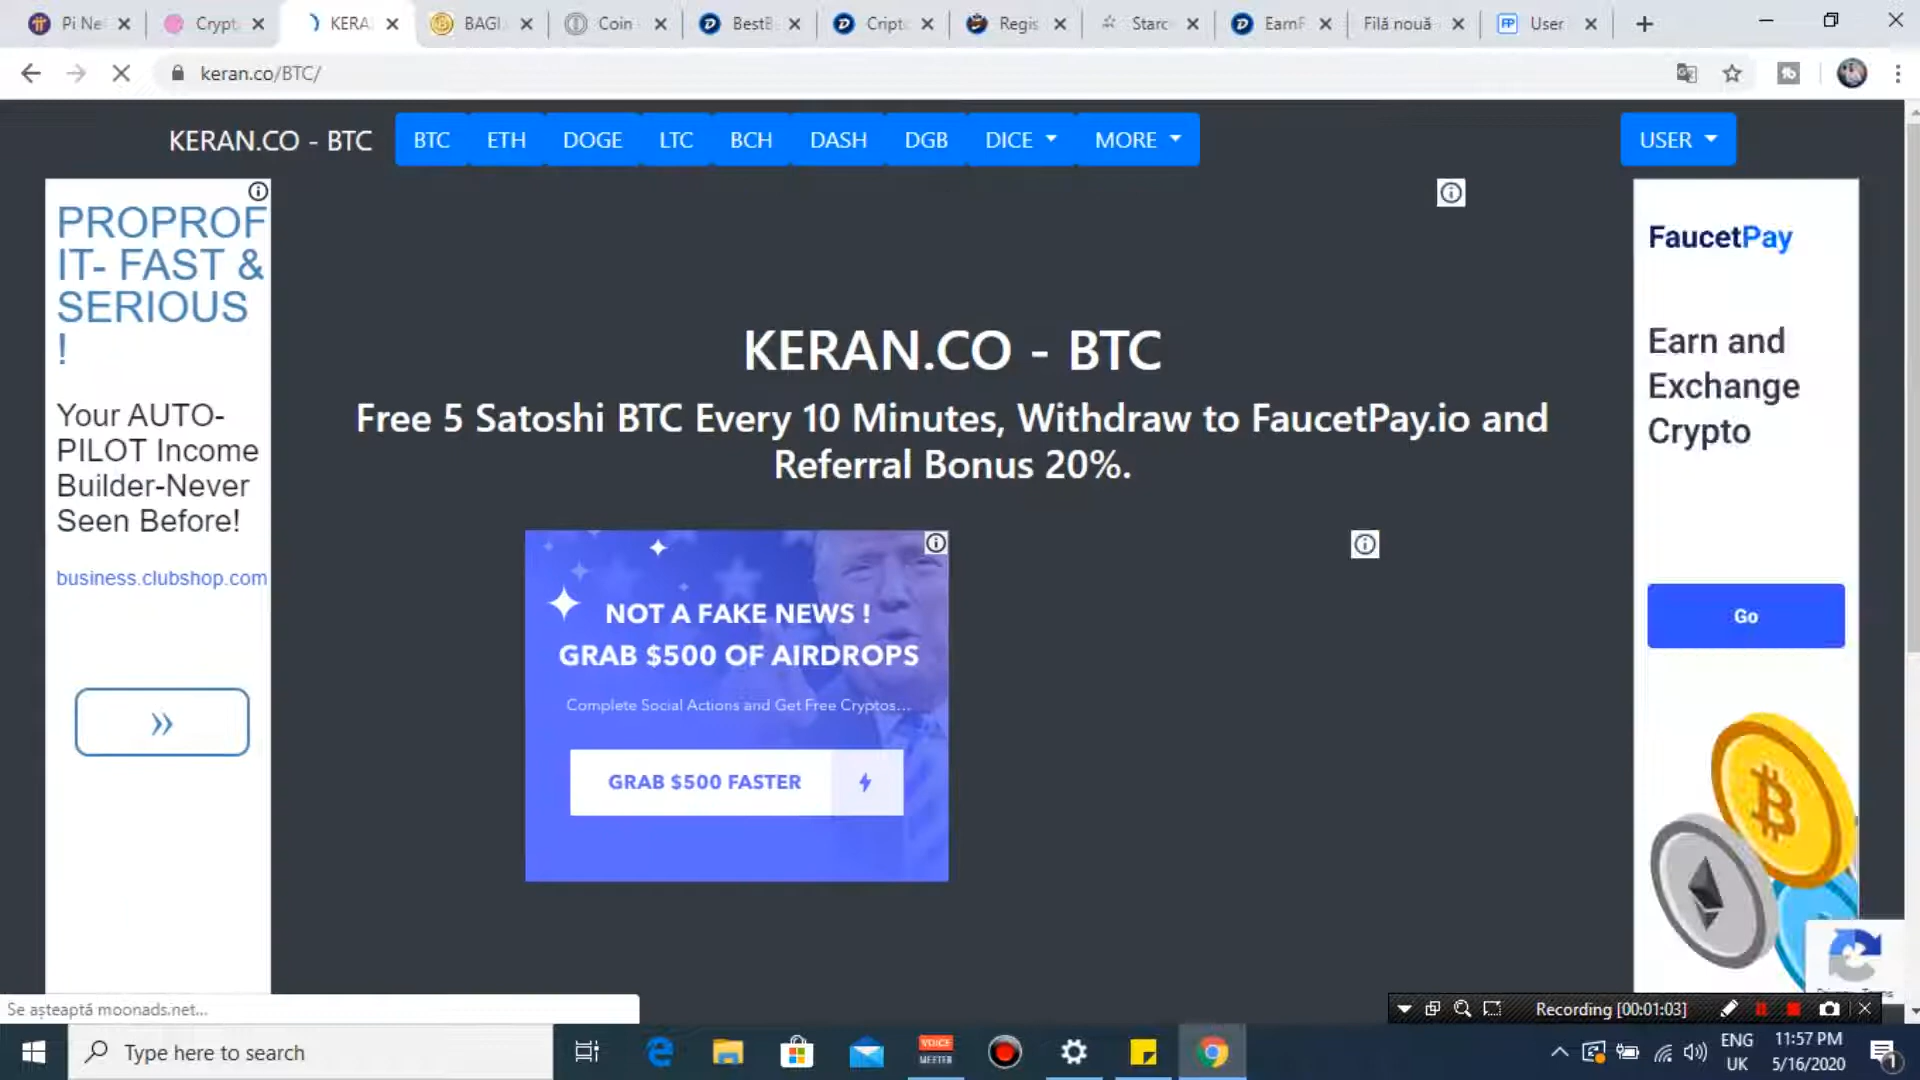 Pi Ne
Crypt
KERA
BAGI
Coin
BestB
Cripto
Regis
Starc
EarnF
Filă nouă
User
keran.co/BTC/
KERAN.CO - BTC
BTC
ETH
DOGE
LTC
BCH
DASH
DGB
DICE
MORE
USER
PROPROF
IT- FAST &
SERIOUS
!
Your AUTO-
PILOT Income
Builder-Never
Seen Before!
business.clubshop.com
»
KERAN.CO - BTC
Free 5 Satoshi BTC Every 10 Minutes, Withdraw to FaucetPay.io and
Referral Bonus 20%.
NOT A FAKE NEWS !
GRAB $500 OF AIRDROPS
Complete Social Actions and Get Free Cryptos...
GRAB $500 FASTER
FaucetPay
Earn and
Exchange
Crypto
Go
Se așteaptă moonads.net...
Recording [00:01:03]
Type here to search
VOICE
MEETER
ENG
UK
11:57 PM
5/16/2020
1